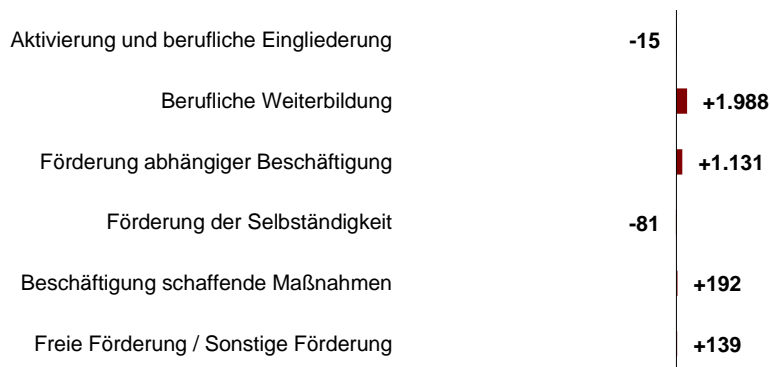 Aktivierung und berufliche Eingliederung -15
Berufliche Weiterbildung +1.988
Förderung abhängiger Beschäftigung +1.131
Förderung der Selbständigkeit -81
Beschäftigung schaffende Maßnahmen +192
Freie Förderung / Sonstige Förderung +139